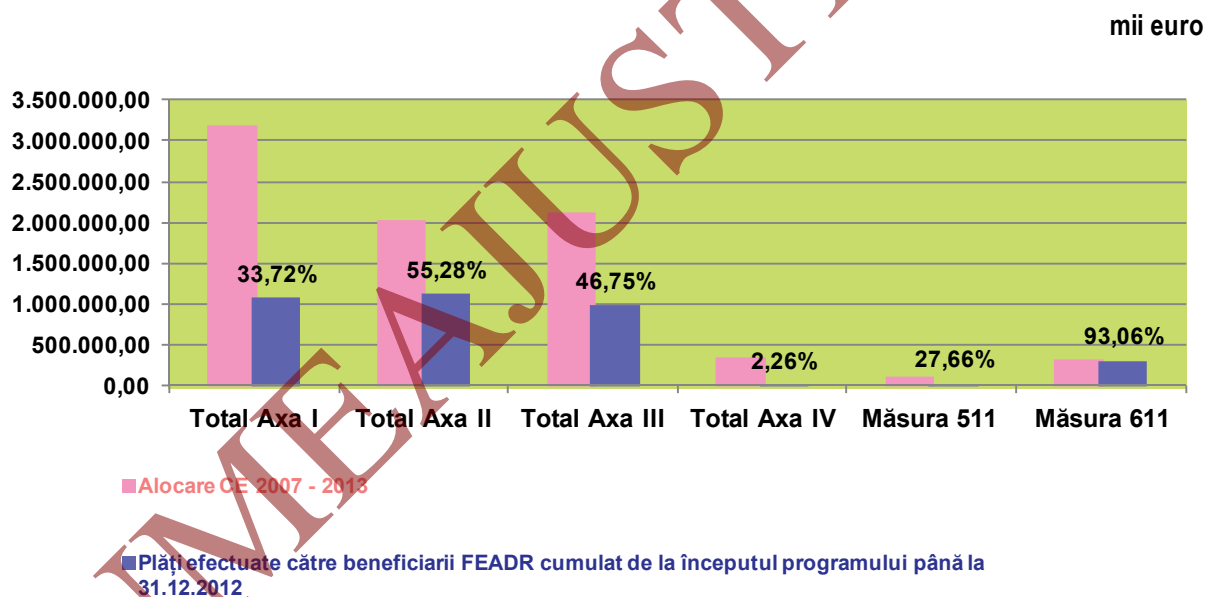 mii euro
3.500.000,00
3.000.000,00
2.500.000,00
2.000.000,00
1.500.000,00
1.000.000,00
500.000,00
0,00
33,72%
55,28%
46,75%
2,26%
27,66%
93,06%
Total Axa I
Total Axa II
Total Axa III
Total Axa IV
Măsura 511
Măsura 611
Alocare CE 2007 - 2013
Plăți efectuate către beneficiarii FEADR cumulat de la începutul programului până la
31.12.2012
MEAJUST